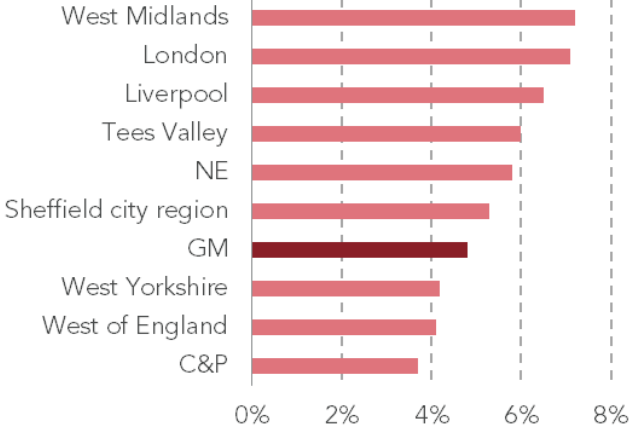 West Midlands
London
Liverpool
Tees Valley
NE
Sheffield city region
GM
West Yorkshire
West of England
C&P
0% 2% 4% 6% 8%